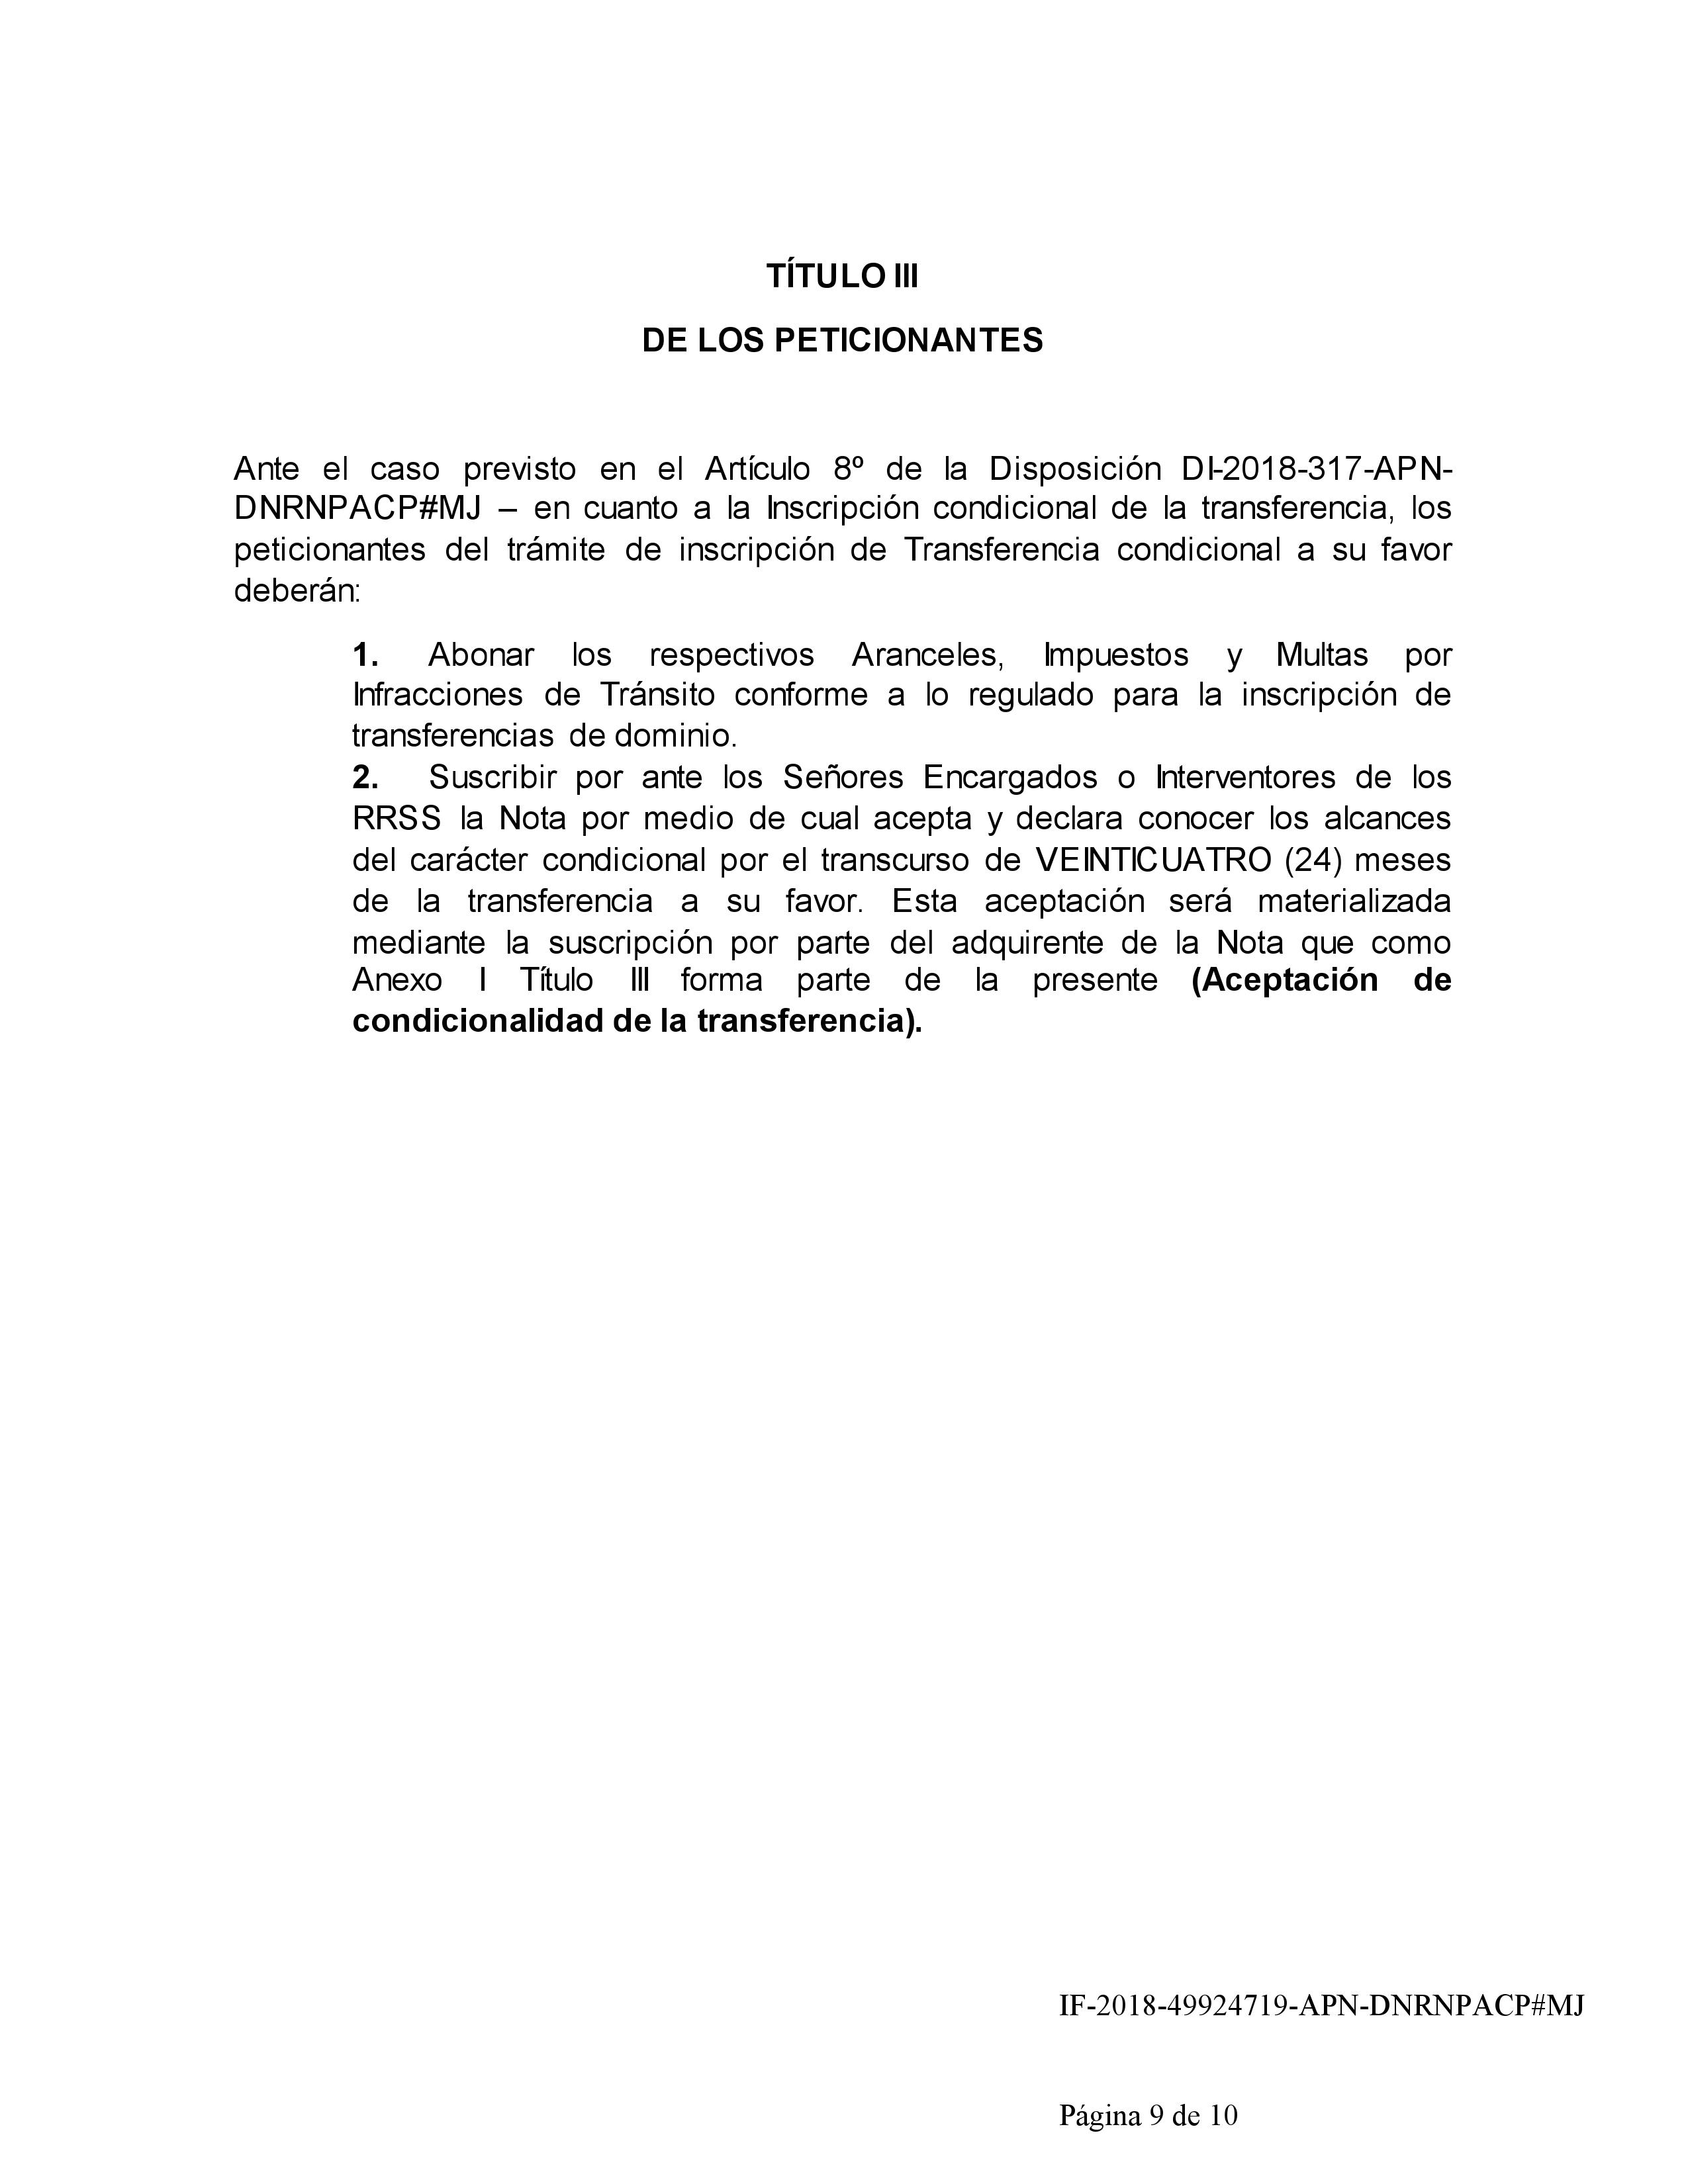 TÍTULO III
DE LOS PETICIONANTES
Ante el caso previsto en el Artículo 8º de la Disposición DI-2018-317-APN-
DNRNPACP#MJ – en cuanto a la Inscripción condicional de la transferencia, los
peticionantes del trámite de inscripción de Transferencia condicional a su favor
deberán:
1. Abonar los respectivos Aranceles, Impuestos y Multas por
Infracciones de Tránsito conforme a lo regulado para la inscripción de
transferencias de dominio.
2. Suscribir por ante los Señores Encargados o Interventores de los
RRSS la Nota por medio de cual acepta y declara conocer los alcances
del carácter condicional por el transcurso de VEINTICUATRO (24) meses
de la transferencia a su favor. Esta aceptación será materializada
mediante la suscripción por parte del adquirente de la Nota que como
Anexo I Título III forma parte de la presente (Aceptación de
condicionalidad de la transferencia).
IF-2018-49924719-APN-DNRNPACP#MJ
Página 9 de 10